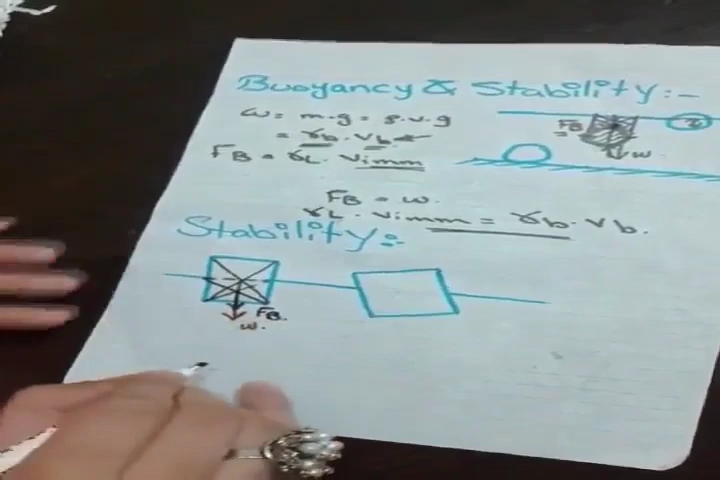 Buoyancy & Stability:-
w = m.g = ρ.v.g
= γb.vb
FB = γL. vimm
FB
w
FB = w.
γL. vimm = γb.vb.
Stability:-
FB.
w.